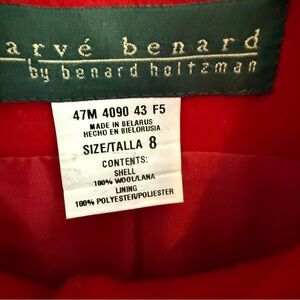 arvé benard
by benard holtzman
47M 4090 43 F5
MADE IN BELARUS
HECHO EN BIELORUSIA
SIZE/TALLA 8
CONTENTS:
SHELL
100% WOOL/LANA
LINING
100% POLYESTER/POLIESTER